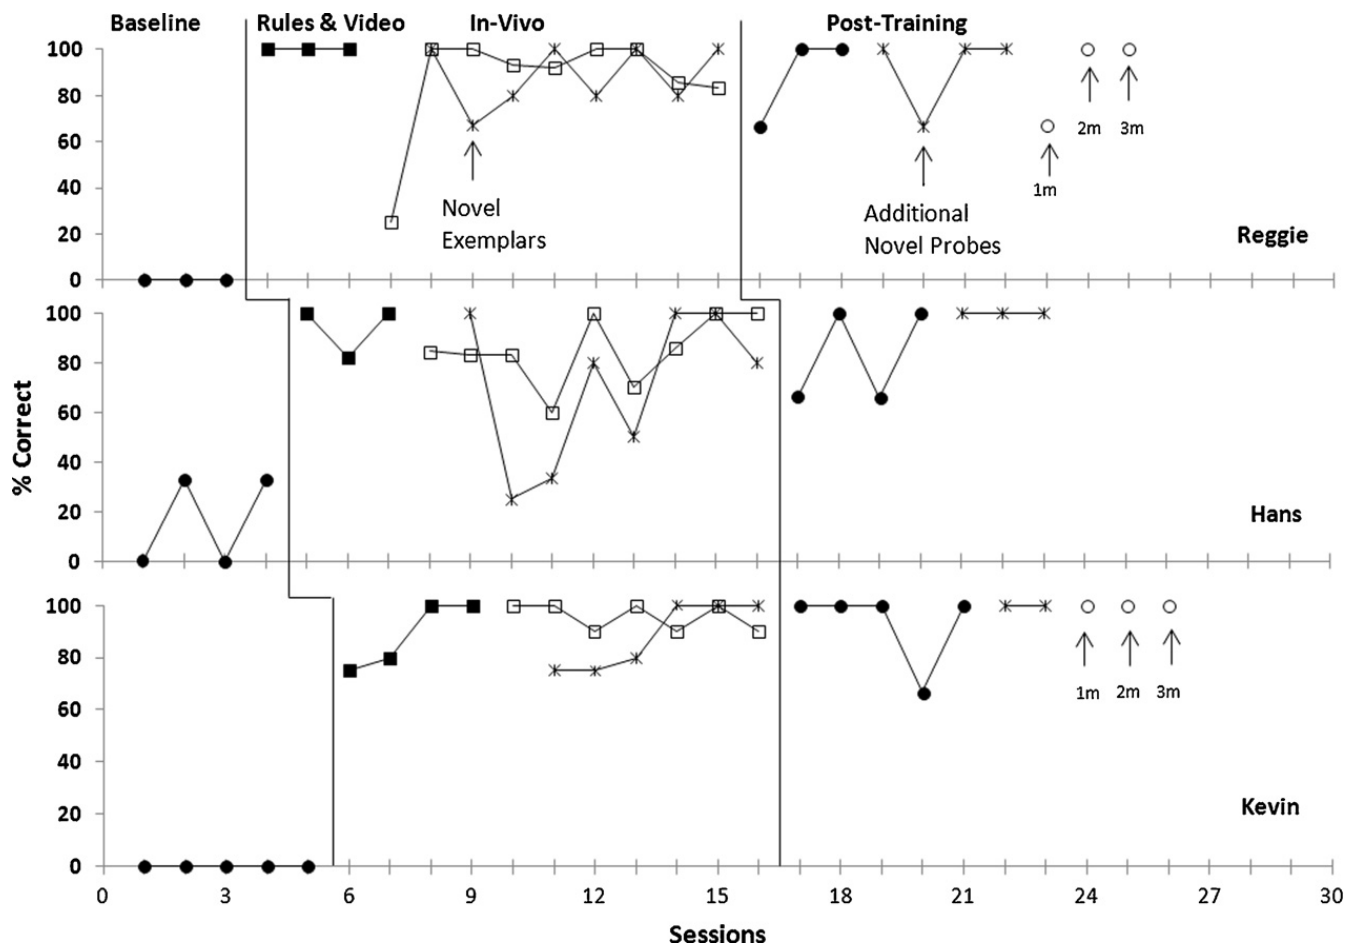 Baseline Rules & Video In-Vivo Post-Training
100
80
60
40
20
0
Novel
Exemplars
Additional
Novel Probes
1m
2m 3m
Reggie
% Correct
100
80
60
40
20
0
Hans
100
80
60
40
20
0
1m 2m 3m
Kevin
0 3 6 9 12 15 18 21 24 27 30
Sessions